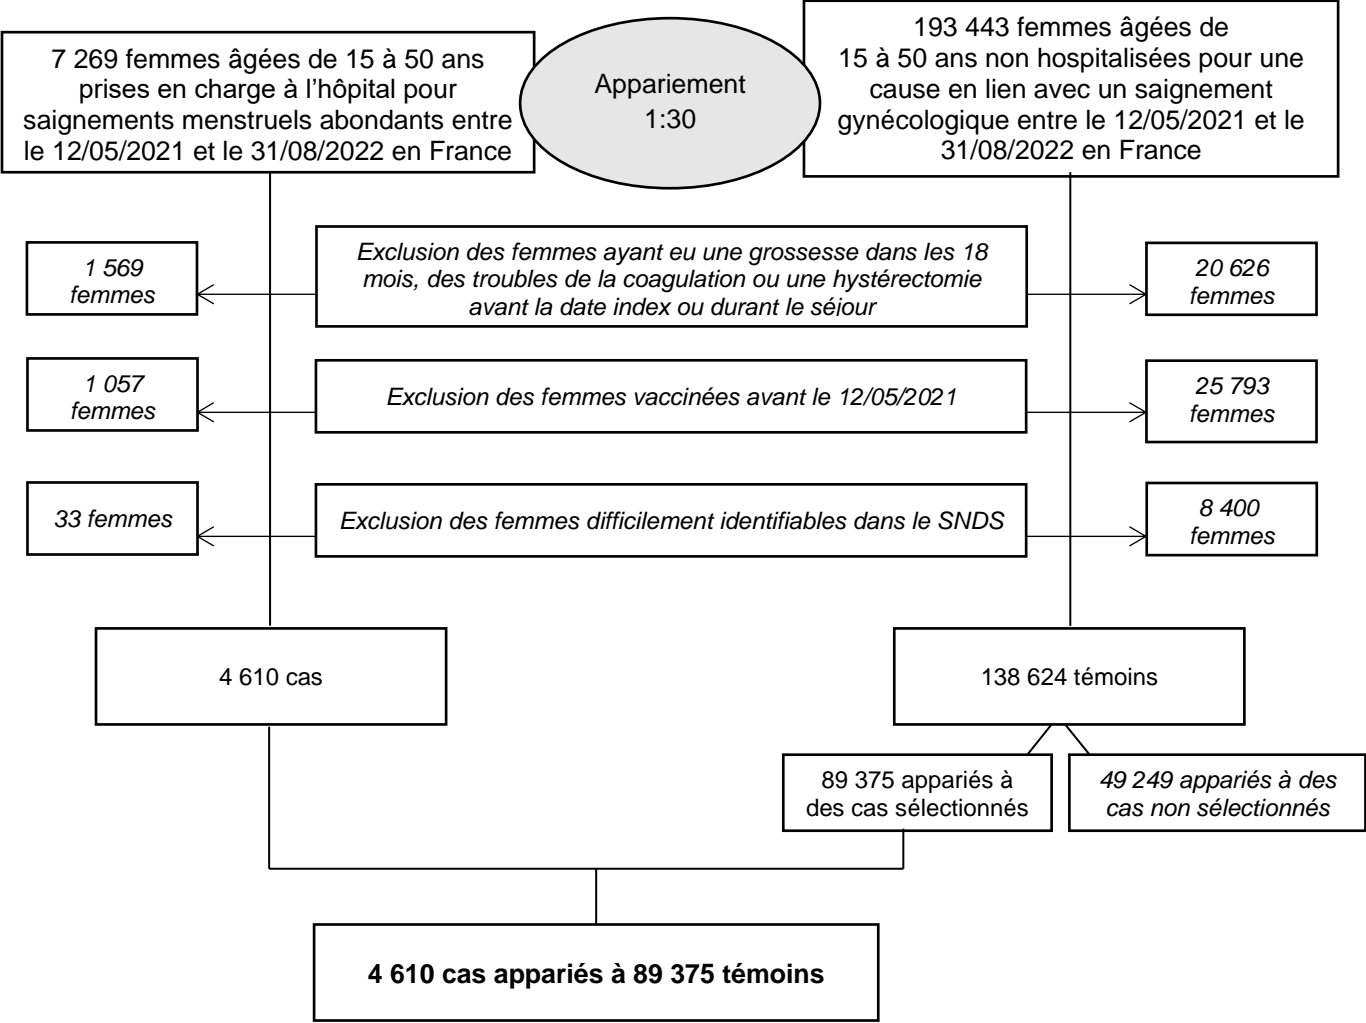 7 269 femmes âgées de 15 à 50 ans
prises en charge à l’hôpital pour
saignements menstruels abondants entre
le 12/05/2021 et le 31/08/2022 en France
Appariement
1:30
193 443 femmes âgées de
15 à 50 ans non hospitalisées pour une
cause en lien avec un saignement
gynécologique entre le 12/05/2021 et le
31/08/2022 en France
1 569
femmes
Exclusion des femmes ayant eu une grossesse dans les 18
mois, des troubles de la coagulation ou une hystérectomie
avant la date index ou durant le séjour
20 626
femmes
1 057
femmes
Exclusion des femmes vaccinées avant le 12/05/2021
25 793
femmes
33 femmes
Exclusion des femmes difficilement identifiables dans le SNDS
8 400
femmes
4 610 cas
138 624 témoins
89 375 appariés à
des cas sélectionnés
49 249 appariés à des
cas non sélectionnés
4 610 cas appariés à 89 375 témoins